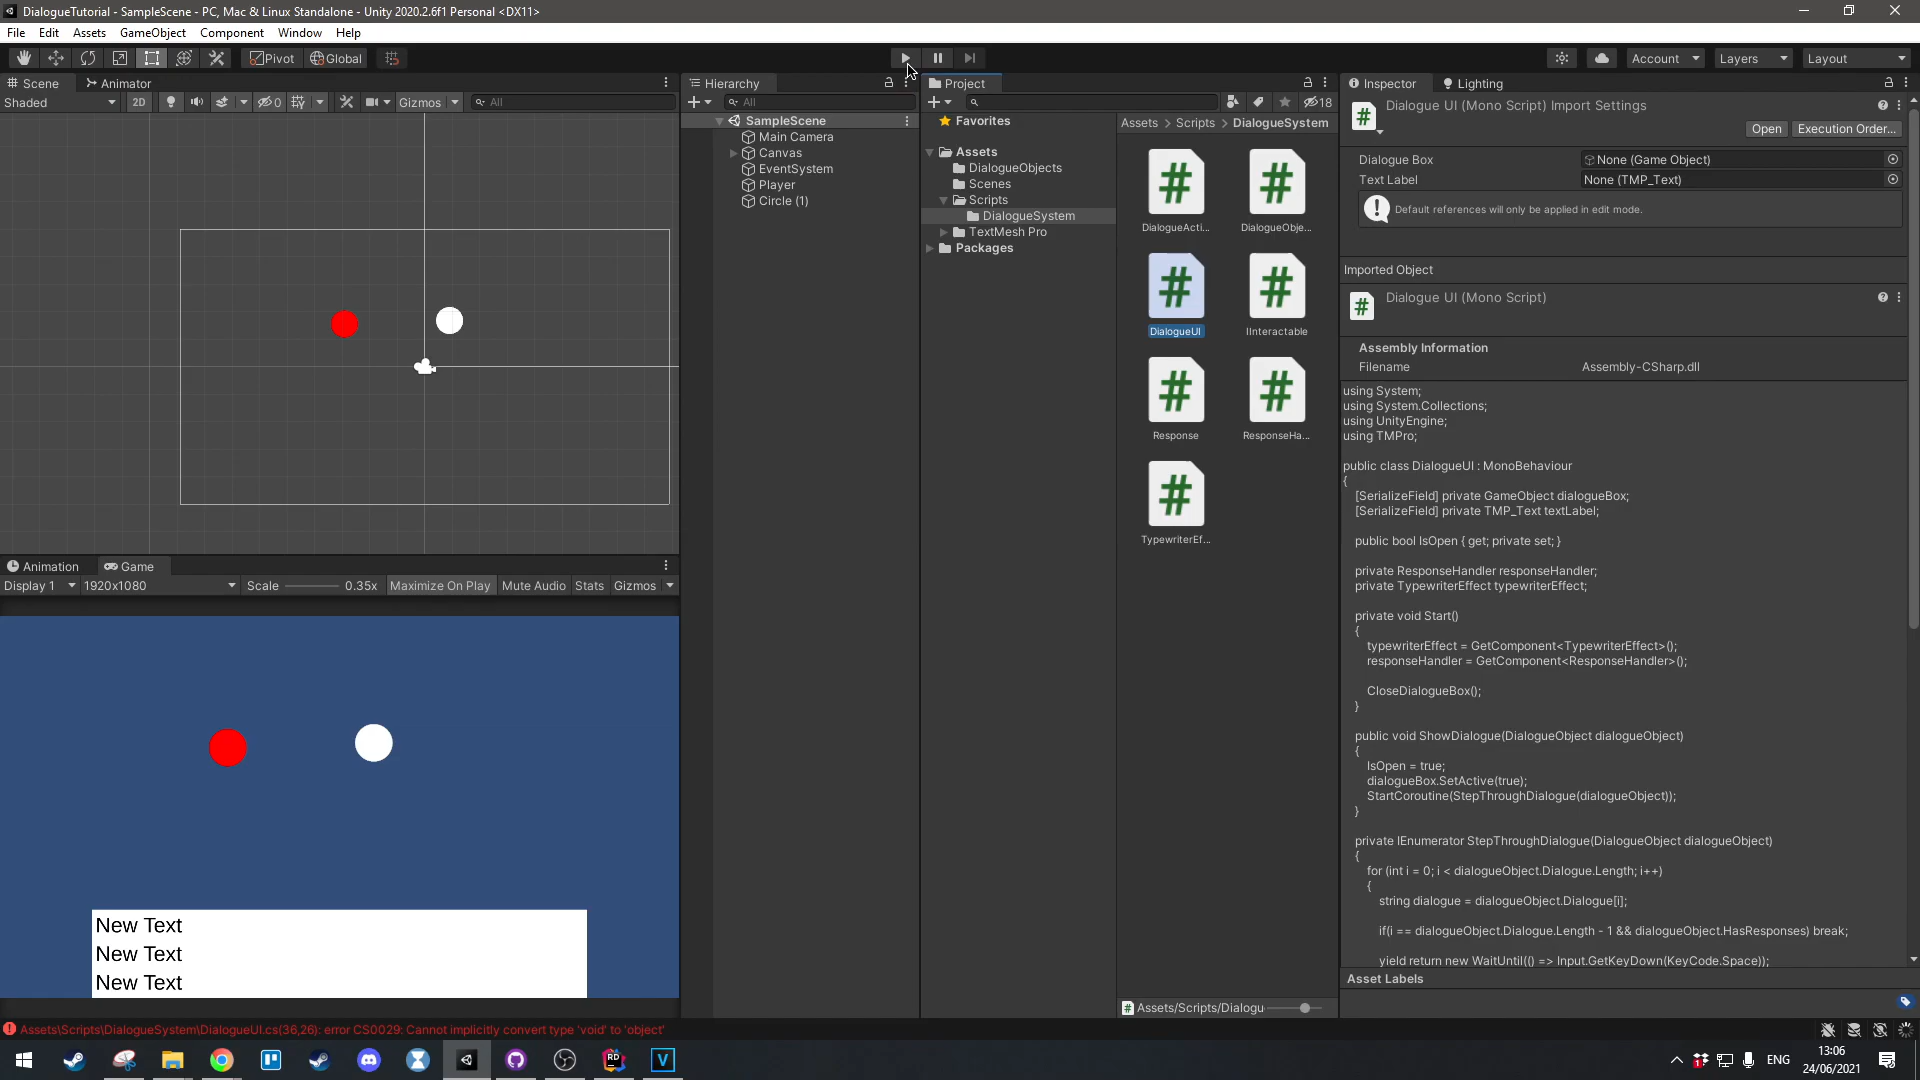 DialogueTutorial - SampleScene - PC, Mac & Linux Standalone - Unity 2020.2.6f1 Personal <DX11>
File Edit Assets GameObject Component Window Help
Pivot Global Account Layers Layout
Scene Animator
Shaded 2D 0 Gizmos All
Hierarchy
All
SampleScene
Main Camera
Canvas
EventSystem
Player
Circle (1)
Project
18
Favorites
Assets
DialogueObjects
Scenes
Scripts
DialogueSystem
TextMesh Pro
Packages
Assets > Scripts > DialogueSystem
DialogueActi... DialogueObje...
DialogueUI IInteractable
Response ResponseHa...
TypewriterEf...
Assets/Scripts/Dialogu
Inspector Lighting
Dialogue UI (Mono Script) Import Settings
Open Execution Order...
Dialogue Box None (Game Object)
Text Label None (TMP_Text)
Default references will only be applied in edit mode.
Imported Object
Dialogue UI (Mono Script)
Assembly Information
Filename Assembly-CSharp.dll
using System;
using System.Collections;
using UnityEngine;
using TMPro;
public class DialogueUI : MonoBehaviour
{
[SerializeField] private GameObject dialogueBox;
[SerializeField] private TMP_Text textLabel;
public bool IsOpen { get; private set; }
private ResponseHandler responseHandler;
private TypewriterEffect typewriterEffect;
private void Start()
{
typewriterEffect = GetComponent<TypewriterEffect>();
responseHandler = GetComponent<ResponseHandler>();
CloseDialogueBox();
}
public void ShowDialogue(DialogueObject dialogueObject)
{
IsOpen = true;
dialogueBox.SetActive(true);
StartCoroutine(StepThroughDialogue(dialogueObject));
}
private IEnumerator StepThroughDialogue(DialogueObject dialogueObject)
{
for (int i = 0; i < dialogueObject.Dialogue.Length; i++)
{
string dialogue = dialogueObject.Dialogue[i];
if(i == dialogueObject.Dialogue.Length - 1 && dialogueObject.HasResponses) break;
yield return new WaitUntil(() => Input.GetKeyDown(KeyCode.Space));
Asset Labels
Animation Game
Display 1 1920x1080 Scale 0.35x Maximize On Play Mute Audio Stats Gizmos
New Text
New Text
New Text
Assets\Scripts\DialogueSystem\DialogueUI.cs(36,26): error CS0029: Cannot implicitly convert type 'void' to 'object'
ENG 13:06
24/06/2021